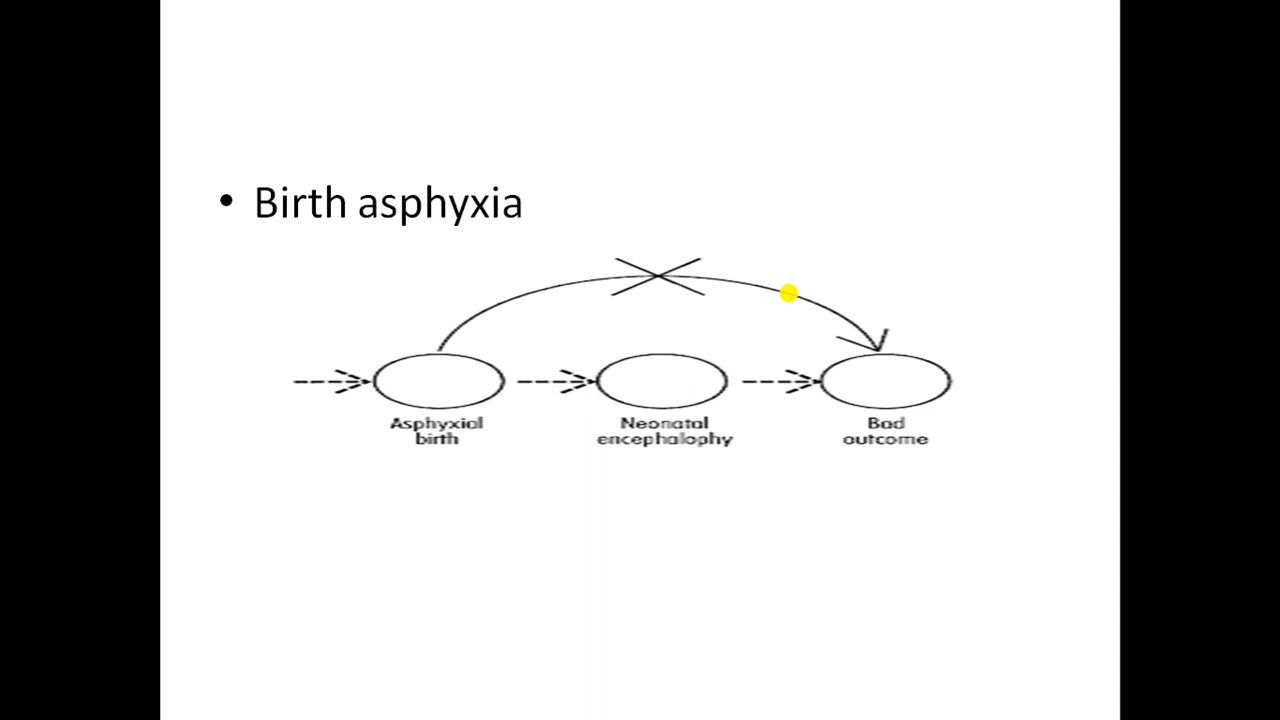 • Birth asphyxia
Asphyxial birth
Neonatal encephalophy
Bad outcome